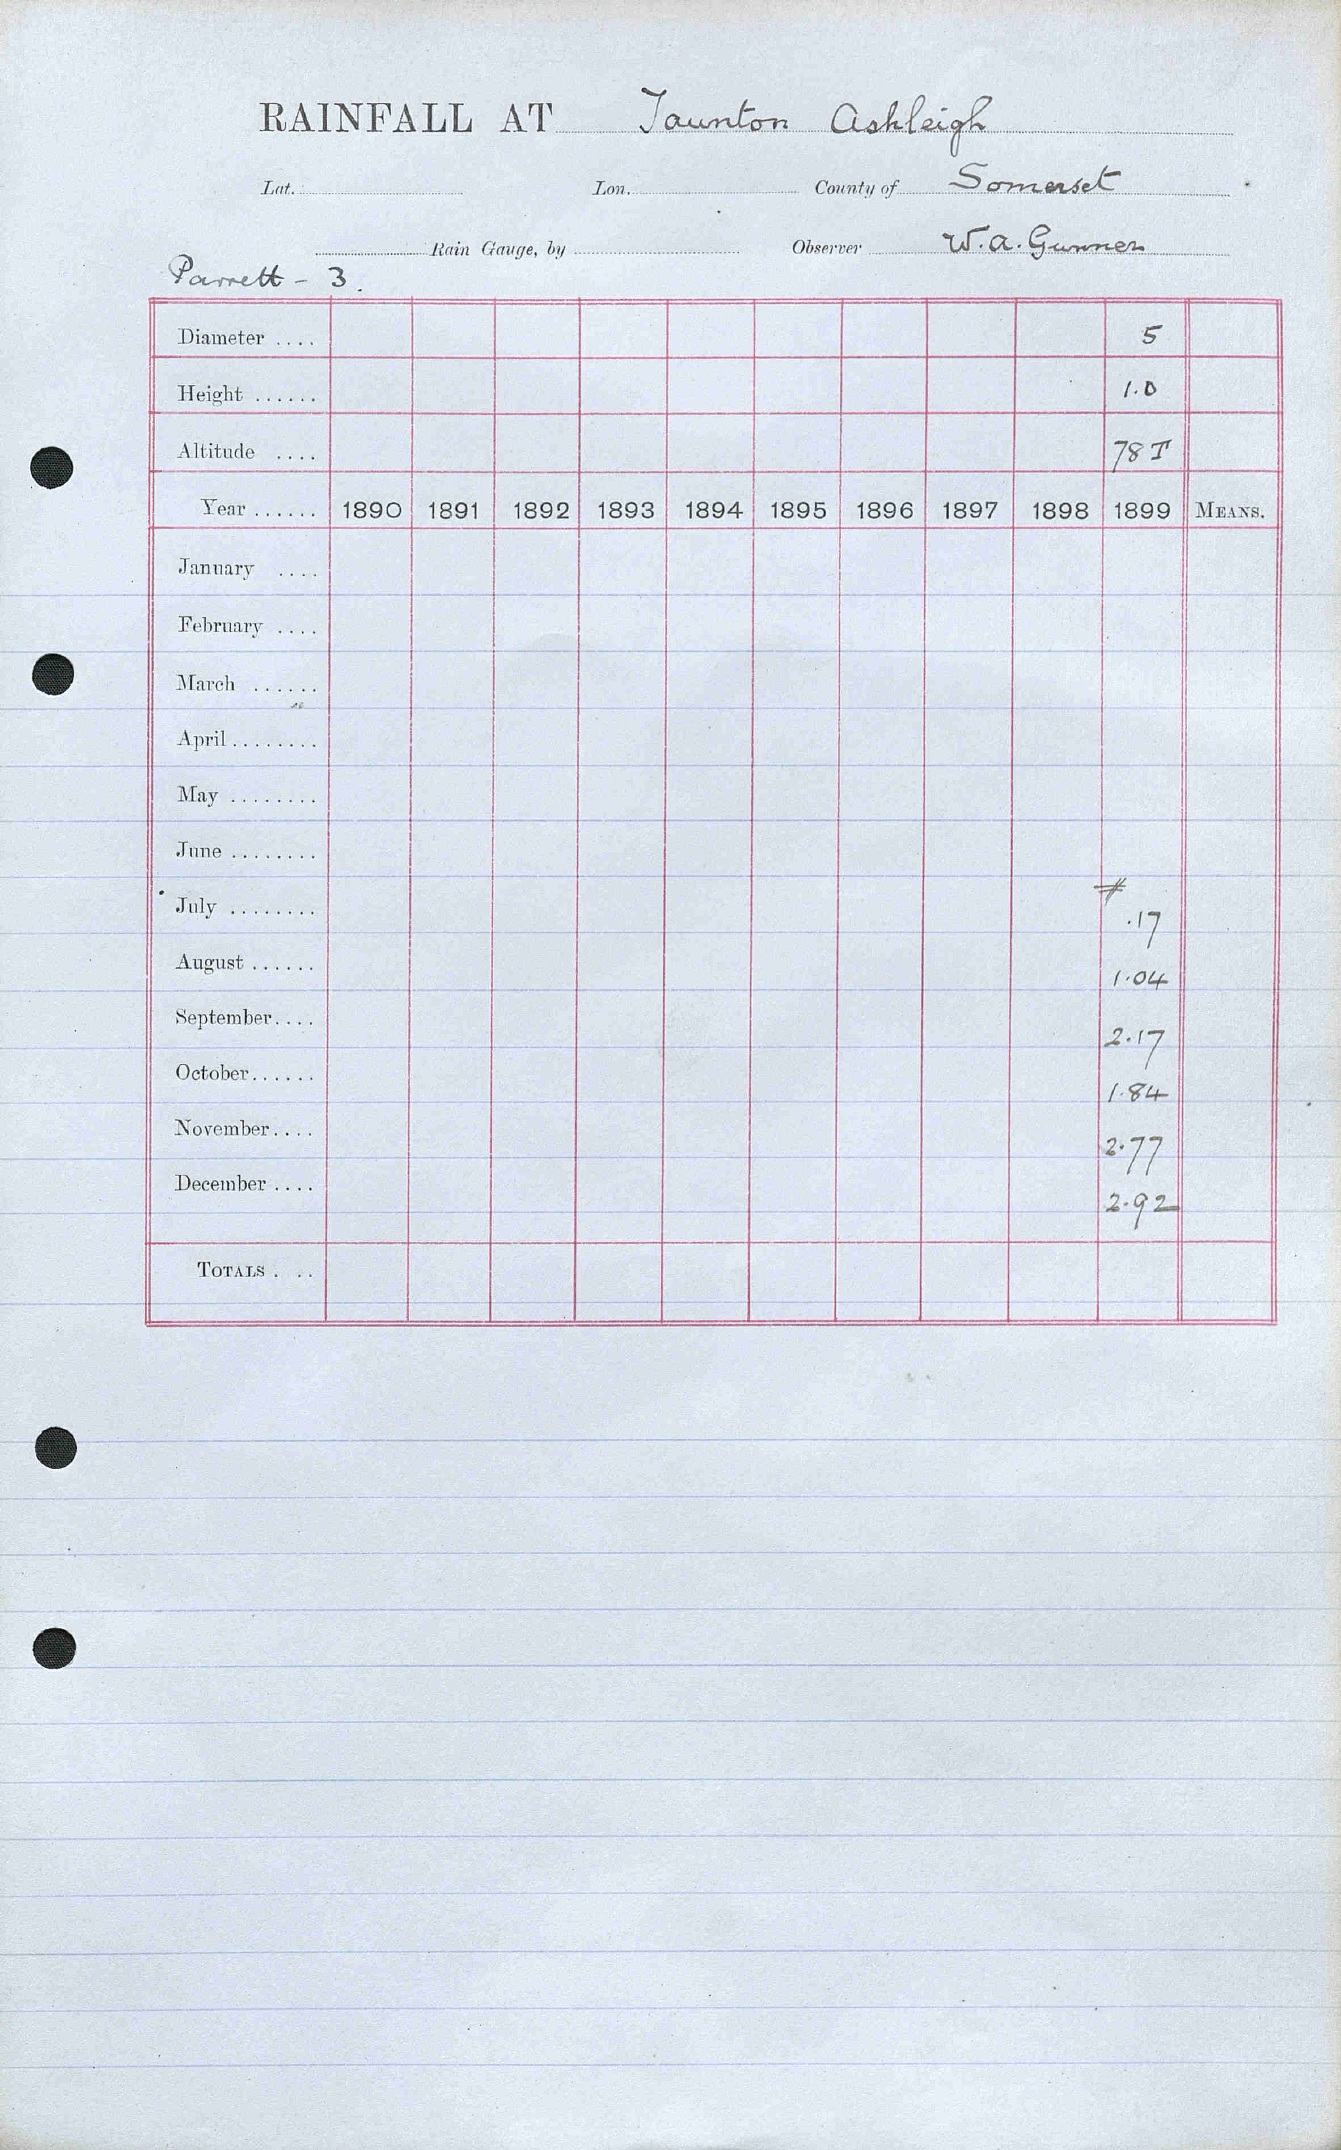 RAINFALL AT Taunton Ashleigh
Lat. Lon. County of Somerset
Rain Gauge, by Observer W. A. Gunner
Parrett - 3.
Diameter .... 5
Height ...... 1.0
Altitude .... 78 T
Year ...... 1890 1891 1892 1893 1894 1895 1896 1897 1898 1899 MEANS.
January ....
February ....
March ......
April ........
May ........
June ........
July ........ # .17
August ...... 1.04
September.... 2.17
October...... 1.84
November.... 2.77
December .... 2.92
TOTALS . ..